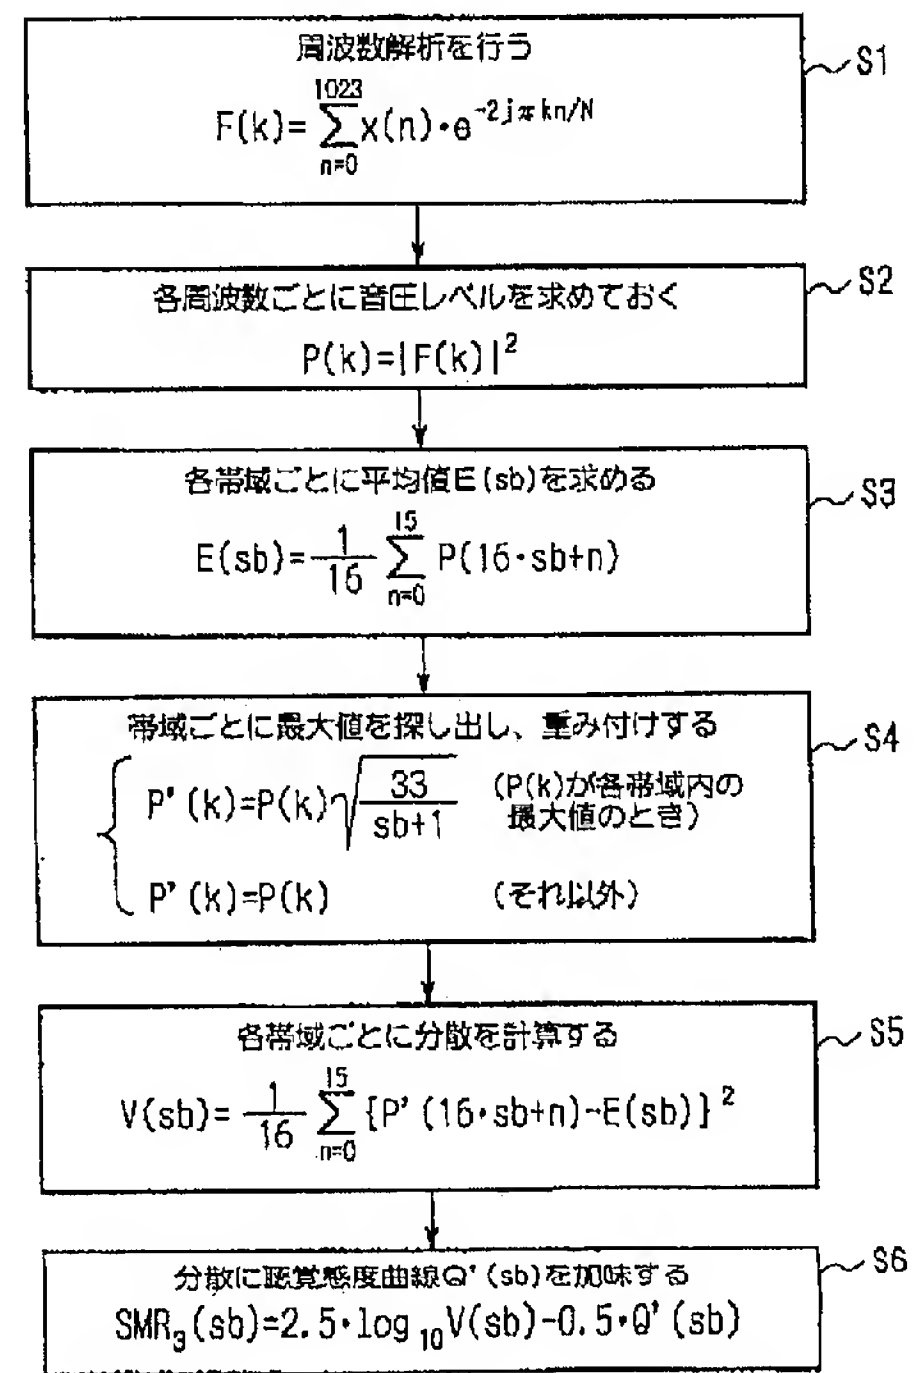 周波数解析を行う
S1
F(k)=∑[n=0→1023] x(n)・e^{-2jπkn/N}
各周波数ごとに音圧レベルを求めておく
S2
P(k)=|F(k)|²
各帯域ごとに平均値E(sb)を求める
S3
E(sb)=1/16 ∑[n=0→15] P(16・sb+n)
帯域ごとに最大値を探し出し、重み付けする
S4
P'(k)=P(k)√(33/(sb+1)) (P(k)が各帯域内の
最大値のとき)
P'(k)=P(k) (それ以外)
各帯域ごとに分散を計算する
S5
V(sb)=1/16 ∑[n=0→15] {P'(16・sb+n)-E(sb)}²
分散に聴覚感度曲線Q'(sb)を加味する
S6
SMR₃(sb)=2.5・log₁₀V(sb)-0.5・Q'(sb)